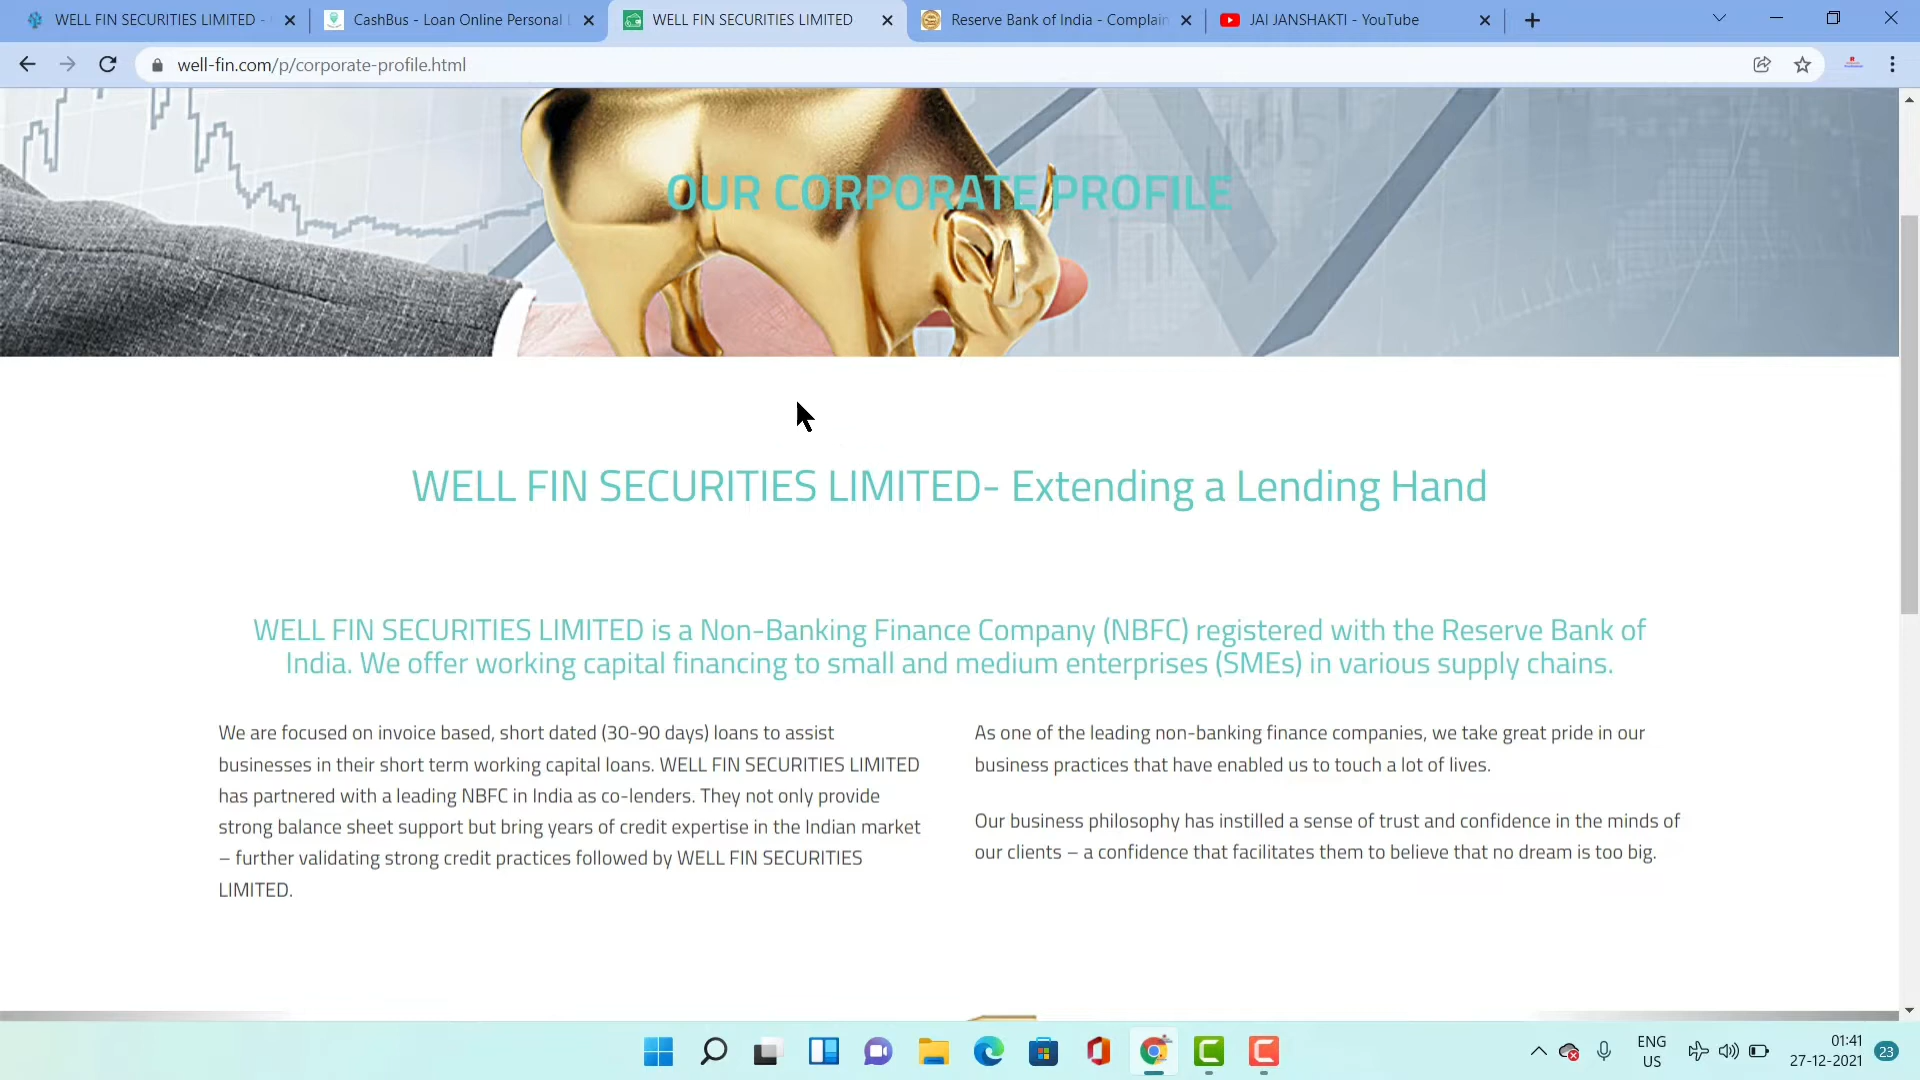 WELL FIN SECURITIES LIMITED -
CashBus - Loan Online Personal
WELL FIN SECURITIES LIMITED
Reserve Bank of India - Complain
JAI JANSHAKTI - YouTube
well-fin.com/p/corporate-profile.html
OUR CORPORATE PROFILE
WELL FIN SECURITIES LIMITED- Extending a Lending Hand
WELL FIN SECURITIES LIMITED is a Non-Banking Finance Company (NBFC) registered with the Reserve Bank of
India. We offer working capital financing to small and medium enterprises (SMEs) in various supply chains.
We are focused on invoice based, short dated (30-90 days) loans to assist
businesses in their short term working capital loans. WELL FIN SECURITIES LIMITED
has partnered with a leading NBFC in India as co-lenders. They not only provide
strong balance sheet support but bring years of credit expertise in the Indian market
– further validating strong credit practices followed by WELL FIN SECURITIES
LIMITED.
As one of the leading non-banking finance companies, we take great pride in our
business practices that have enabled us to touch a lot of lives.
Our business philosophy has instilled a sense of trust and confidence in the minds of
our clients – a confidence that facilitates them to believe that no dream is too big.
ENG
US
01:41
27-12-2021
23